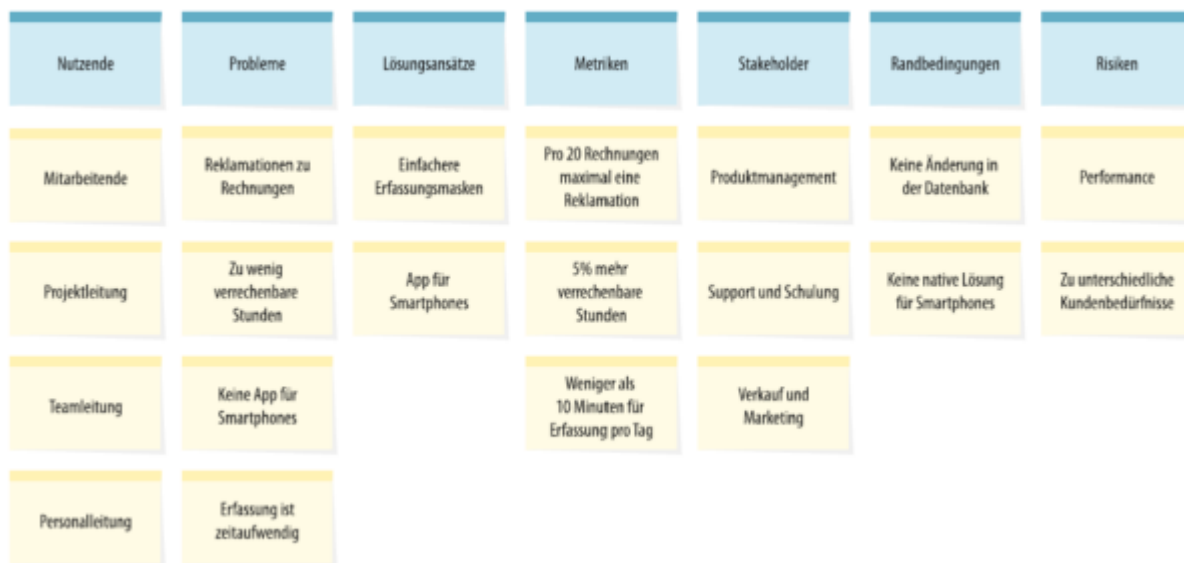 Nutzende
Probleme
Lösungsansätze
Metriken
Stakeholder
Randbedingungen
Risiken
Mitarbeitende
Reklamationen zu
Rechnungen
Einfachere
Erfassungsmasken
Pro 20 Rechnungen
maximal eine
Reklamation
Produktmanagement
Keine Änderung in
der Datenbank
Performance
Projektleitung
Zu wenig
verrechenbare
Stunden
App für
Smartphones
5% mehr
verrechenbare
Stunden
Support und Schulung
Keine native Lösung
für Smartphones
Zu unterschiedliche
Kundenbedürfnisse
Teamleitung
Keine App für
Smartphones
Weniger als
10 Minuten für
Erfassung pro Tag
Verkauf und
Marketing
Personalleitung
Erfassung ist
zeitaufwendig